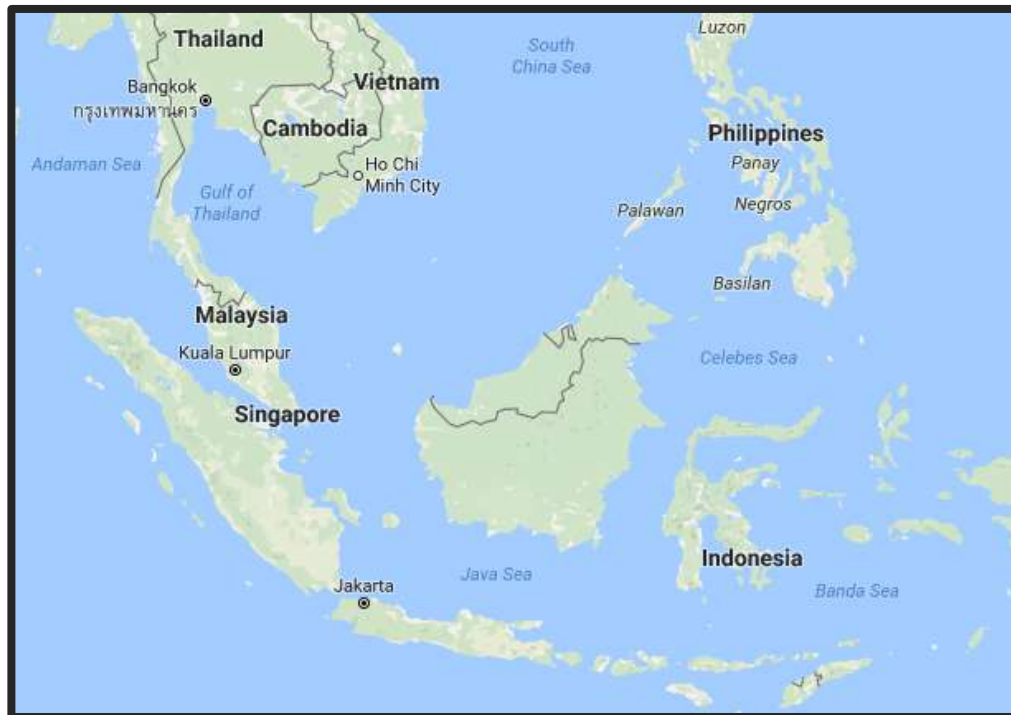 Luzon
Thailand
South
China Sea
Vietnam
Bangkok
กรุงเทพมหานคร
Cambodia
Philippines
Andaman Sea
Ho Chi
Minh City
Panay
Gulf of
Thailand
Palawan
Negros
Basilan
Malaysia
Kuala Lumpur
Celebes Sea
Singapore
Indonesia
Java Sea
Jakarta
Banda Sea